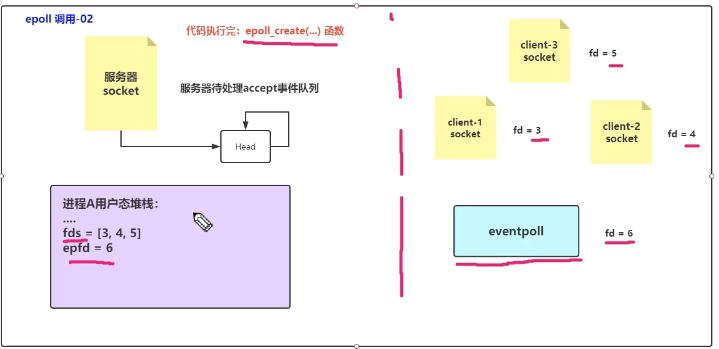 epoll 调用-02
代码执行完：epoll_create(...) 函数
服务器
socket
服务器待处理accept事件队列
Head
进程A用户态堆栈：
....
fds = [3, 4, 5]
epfd = 6
client-3
socket
fd = 5
client-1
socket
fd = 3
client-2
socket
fd = 4
eventpoll
fd = 6